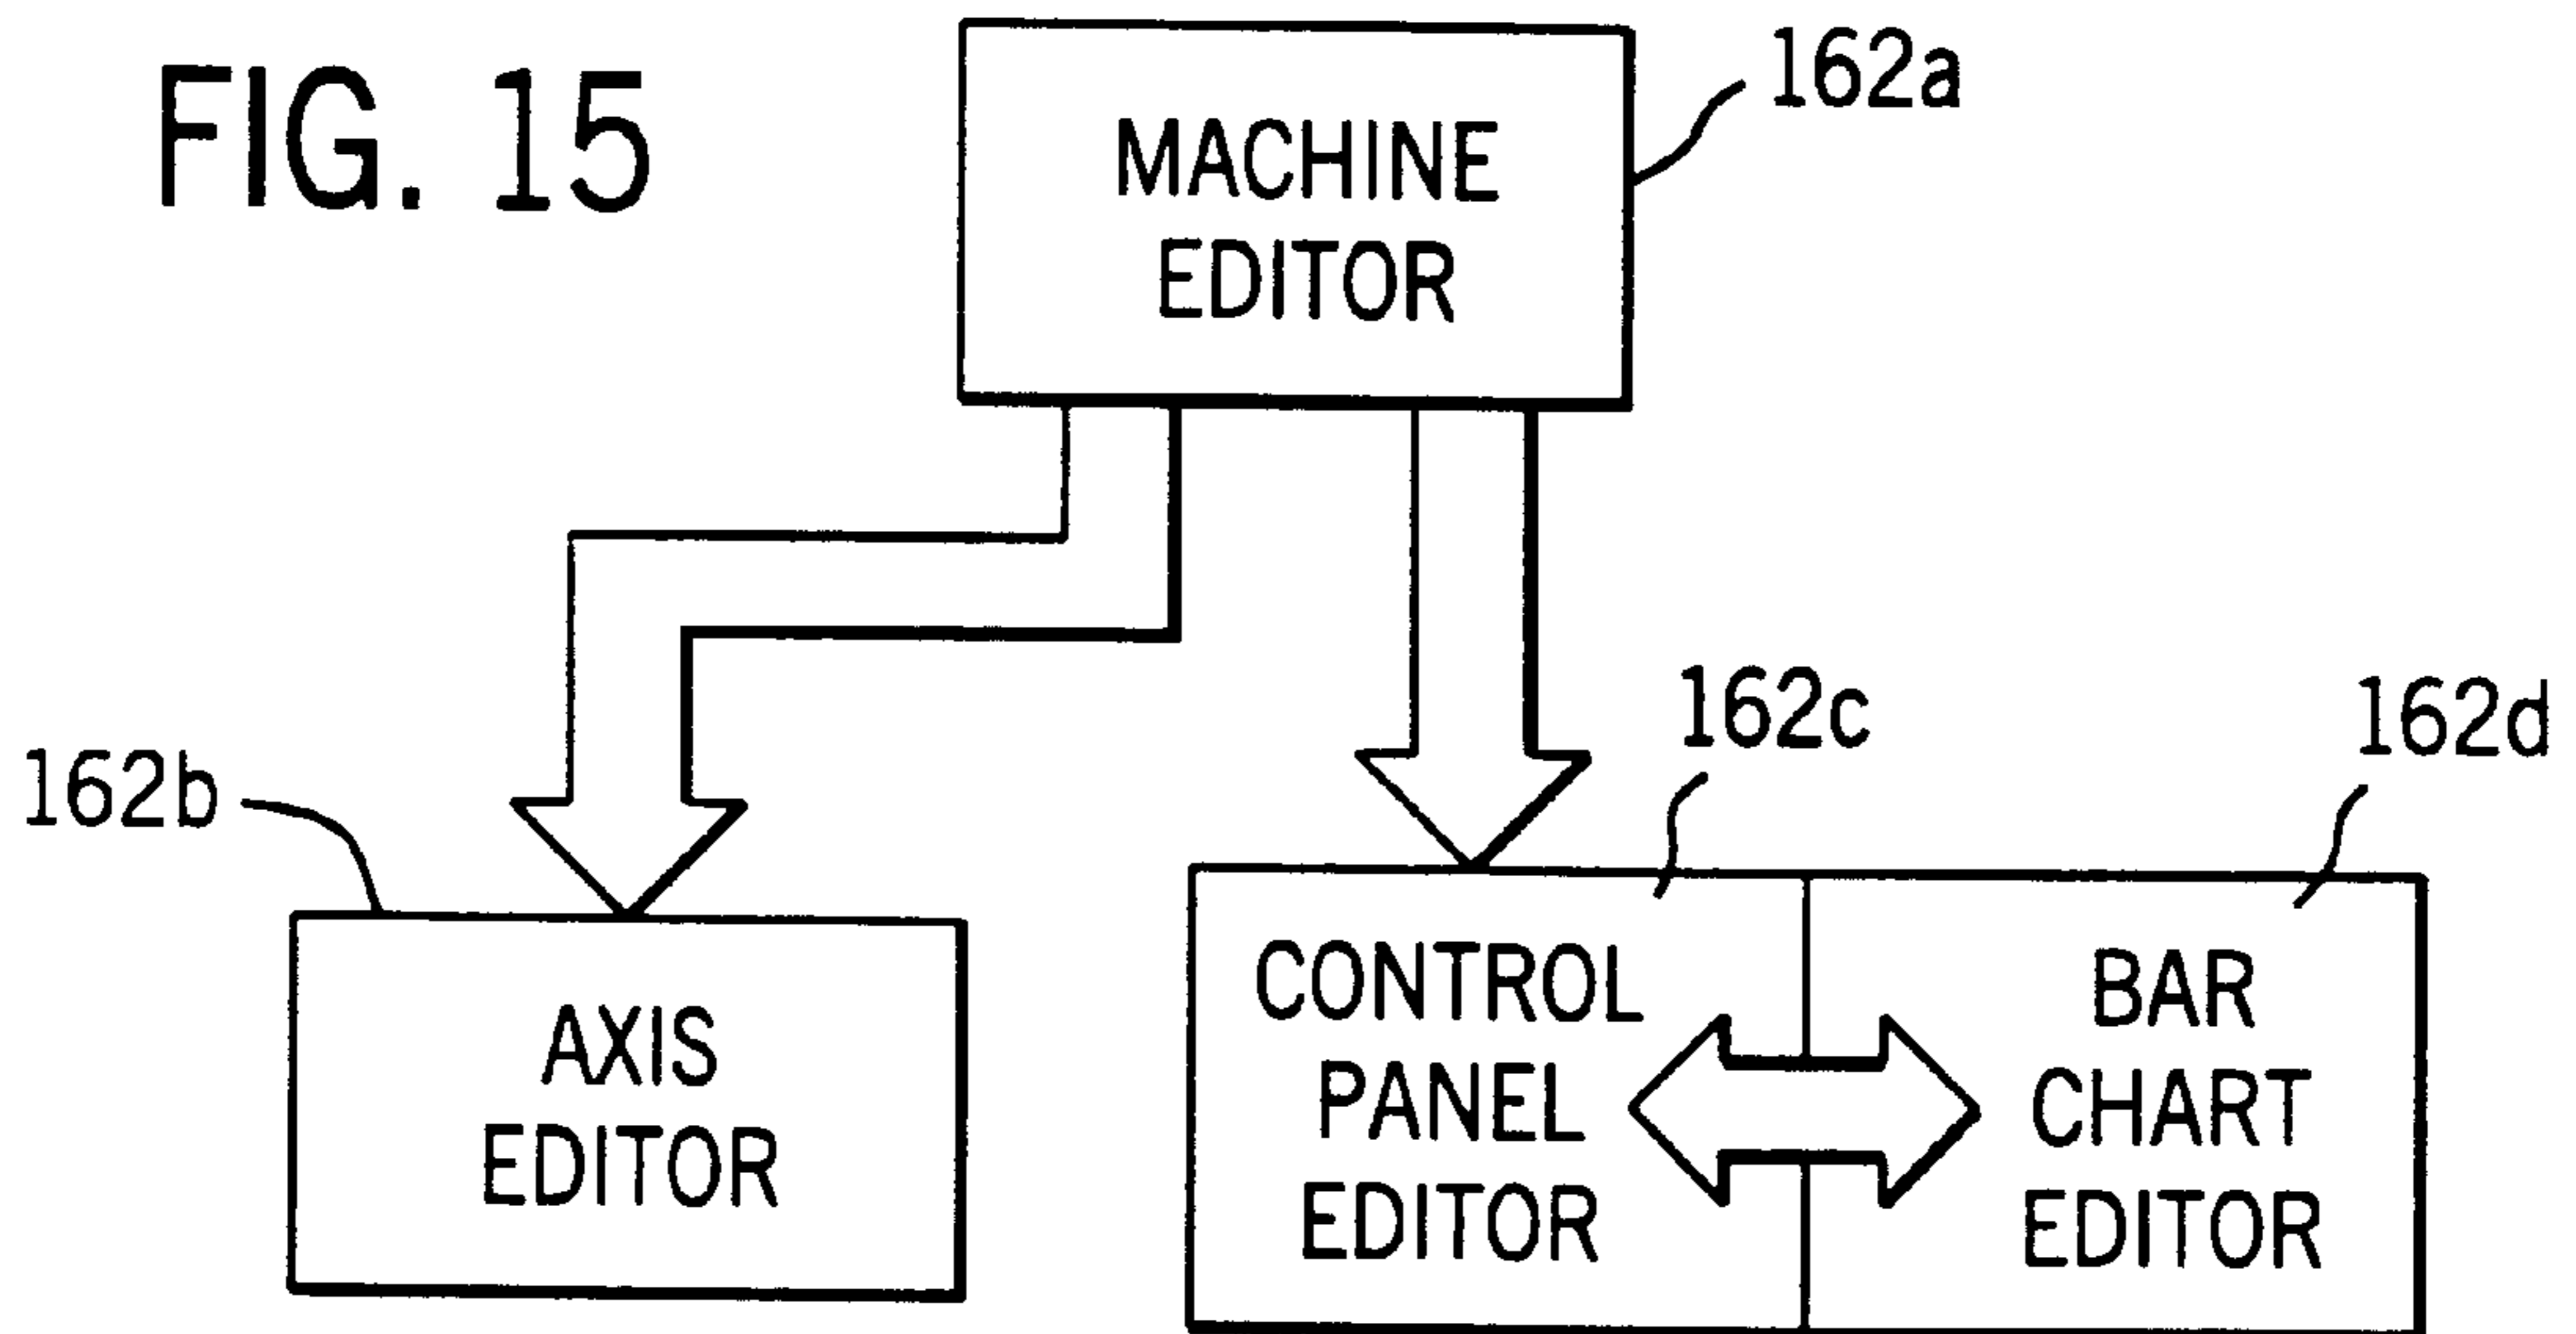 FIG. 15
MACHINE
EDITOR
162a
162b
AXIS
EDITOR
162c
CONTROL
PANEL
EDITOR
162d
BAR
CHART
EDITOR